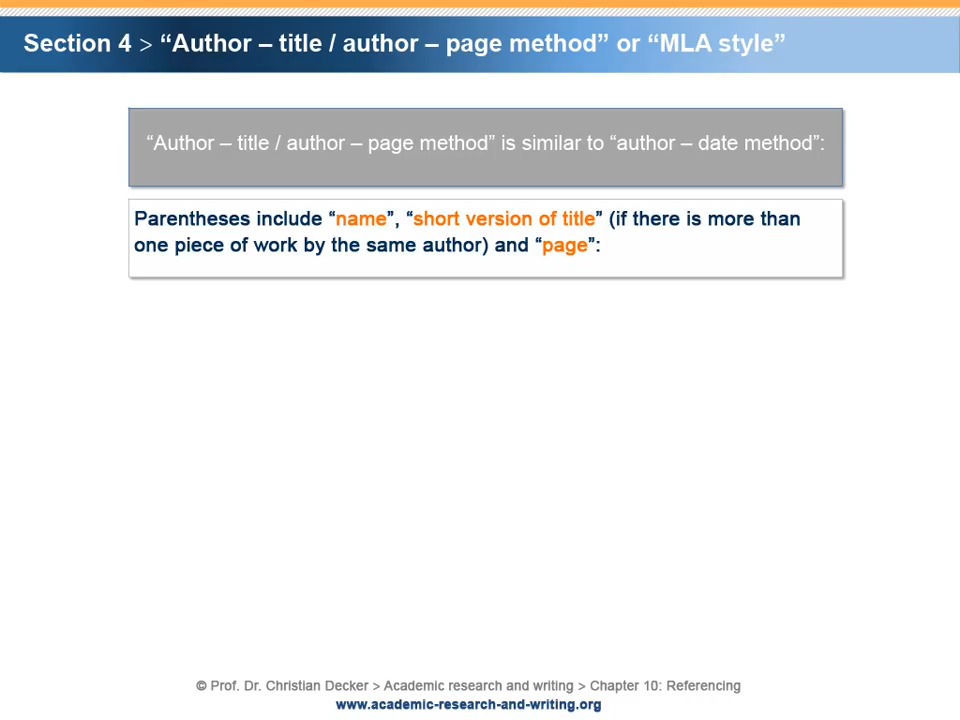 Section 4 > “Author – title / author – page method” or “MLA style”
“Author – title / author – page method” is similar to “author – date method”:
Parentheses include “name”, “short version of title” (if there is more than
one piece of work by the same author) and “page”:
© Prof. Dr. Christian Decker > Academic research and writing > Chapter 10: Referencing
www.academic-research-and-writing.org